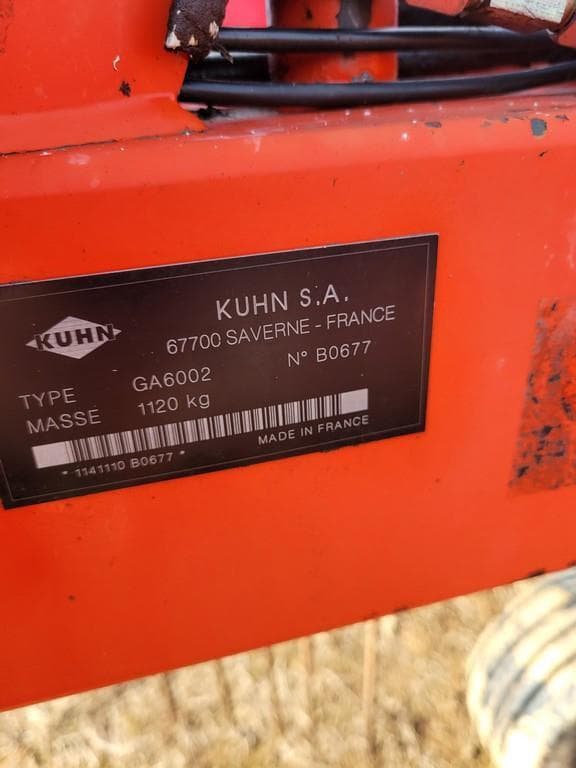 KUHN
KUHN S.A.
67700 SAVERNE - FRANCE
TYPE GA6002 N° B0677
MASSE 1120 kg
MADE IN FRANCE
* 1141110 B0677 *